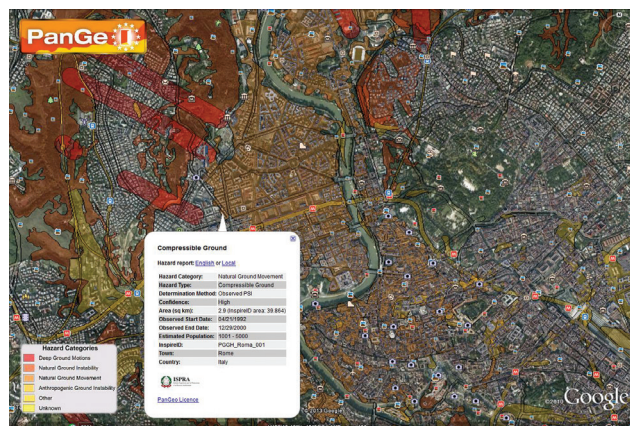 PanGe
Compressible Ground
Hazard report: English or Local
Hazard Category: Natural Ground Movement
Hazard Type: Compressible Ground
Determination Method: Observed PSI
Confidence: High
Area (sq km): 2.9 (InspireID area: 39.864)
Observed Start Date: 04/21/1992
Observed End Date: 12/29/2000
Estimated Population: 1001 - 5000
InspireID: PGGH_Roma_001
Town: Rome
Country: Italy
ISPRA
PanGeo Licence
Hazard Categories
Deep Ground Motions
Natural Ground Instability
Natural Ground Movement
Anthropogenic Ground Instability
Other
Unknown
©2013 Google
Google